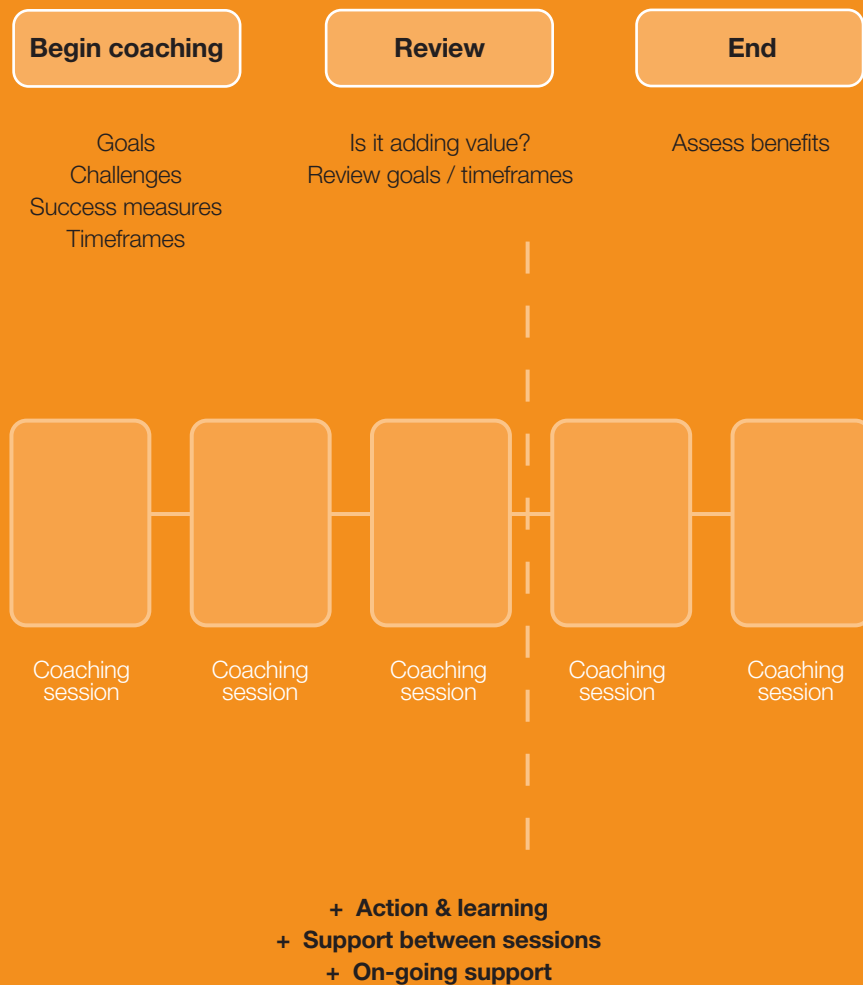 Begin coaching
Review
End
Goals
Challenges
Success measures
Timeframes
Is it adding value?
Review goals / timeframes
Assess benefits
Coaching
session
Coaching
session
Coaching
session
Coaching
session
Coaching
session
+ Action & learning
+ Support between sessions
+ On-going support